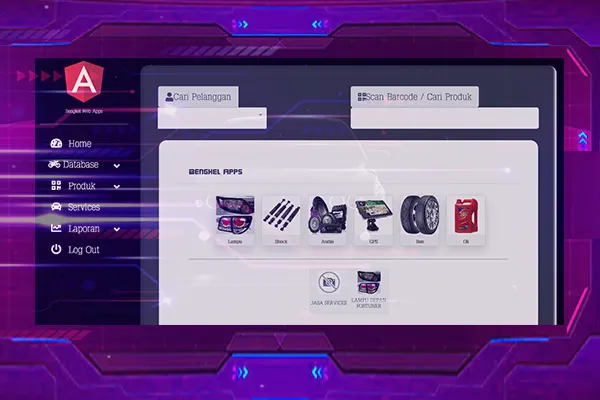 A
Bengkel Web Apps
Home
Database
Produk
Services
Laporan
Log Out
Cari Pelanggan
Scan Barcode / Cari Produk
BENGKEL APPS
Lampu
Shock
Audio
GPS
Ban
Oli
JASA SERVICES
LAMPU DEPAN
FORTUNER